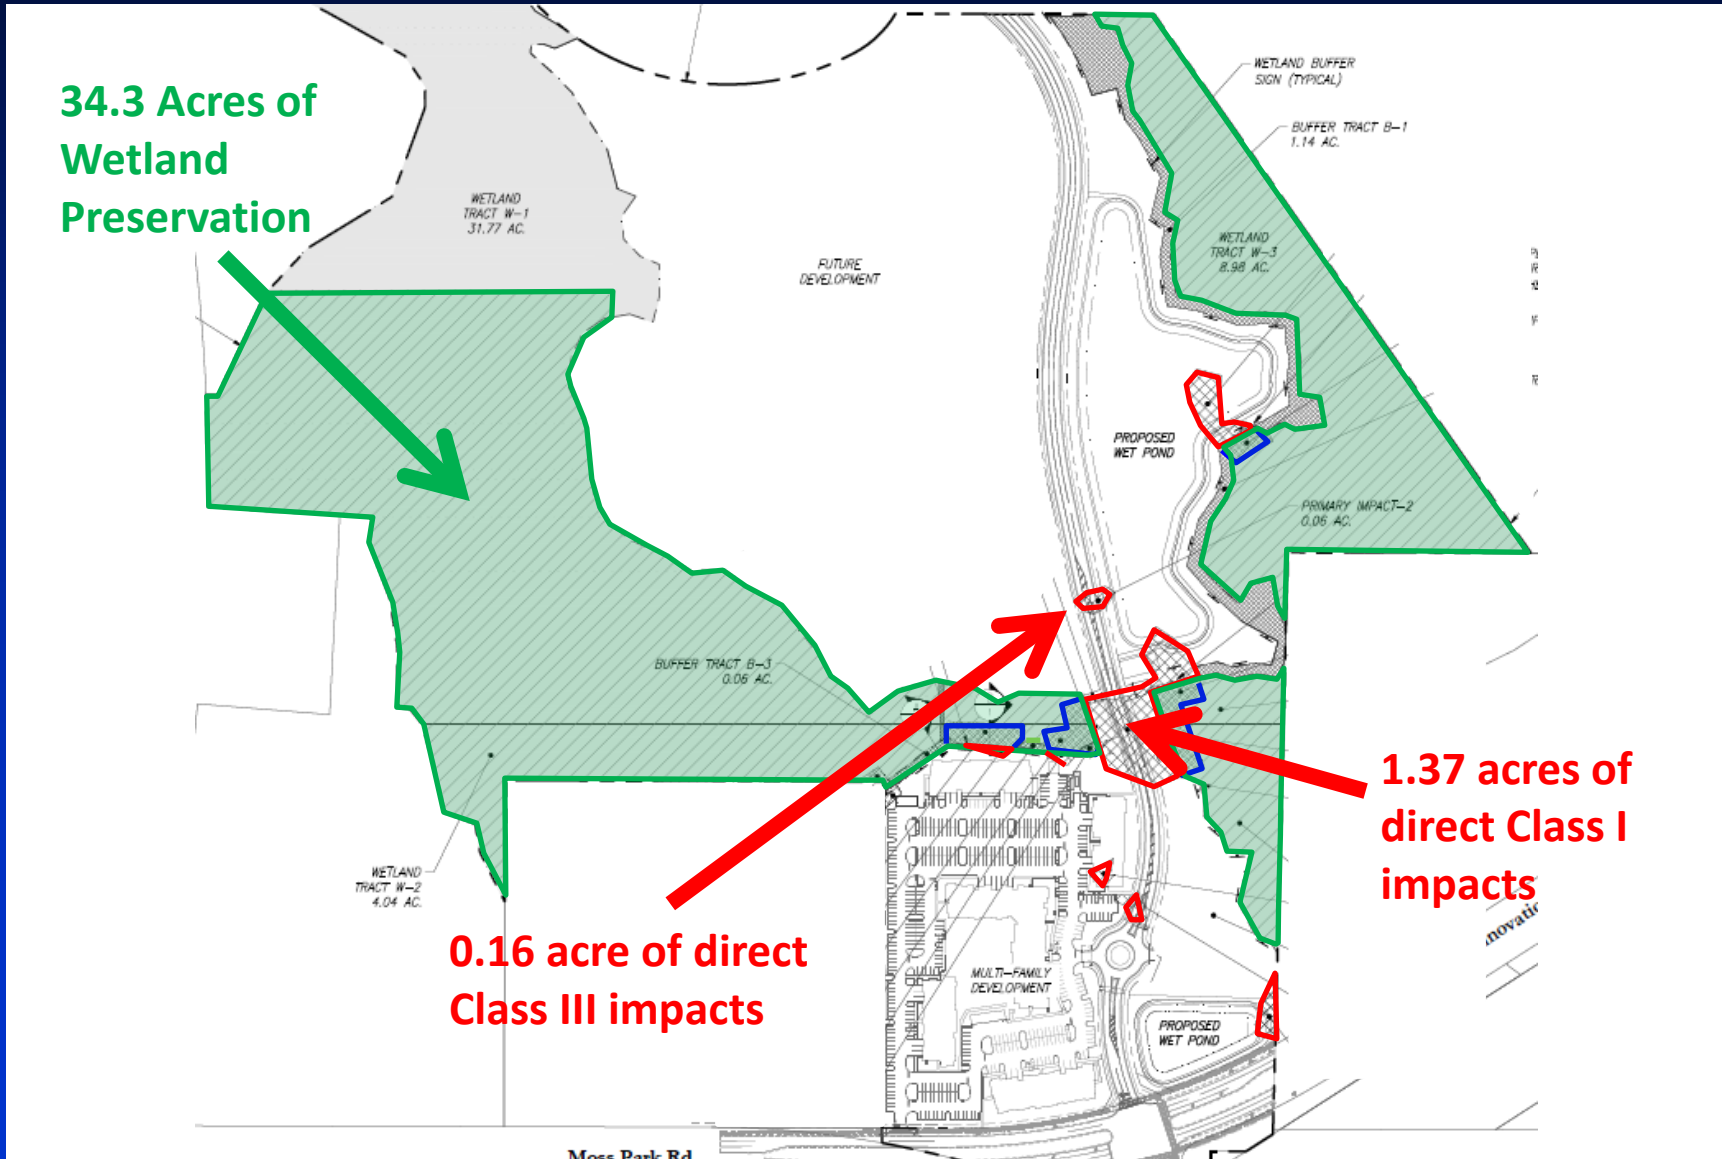 34.3 Acres of
Wetland
Preservation
WETLAND
TRACT W-1
31.77 AC.
FUTURE
DEVELOPMENT
WETLAND BUFFER
SIGN (TYPICAL)
BUFFER TRACT B-1
1.14 AC.
WETLAND
TRACT W-3
8.98 AC.
PROPOSED
WET POND
PRIMARY IMPACT-2
0.06 AC.
BUFFER TRACT B-3
0.06 AC.
WETLAND
TRACT W-2
4.04 AC.
1.37 acres of
direct Class I
impacts
0.16 acre of direct
Class III impacts
MULTI-FAMILY
DEVELOPMENT
PROPOSED
WET POND
Moss Park Rd